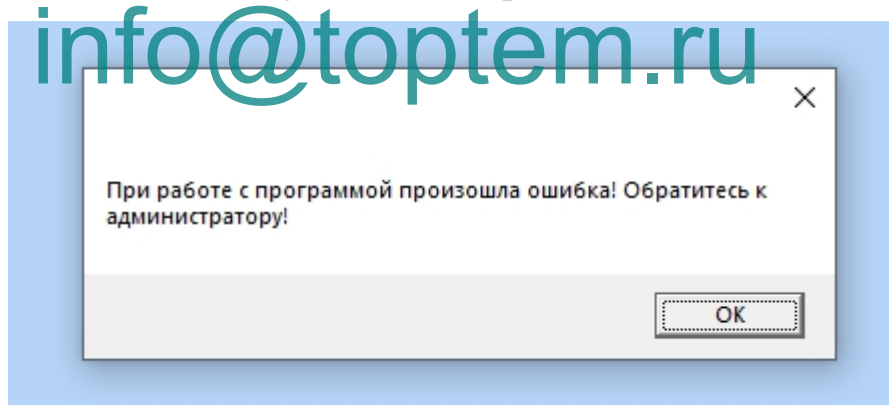 info@toptem.ru
При работе с программой произошла ошибка! Обратитесь к
администратору!
OK